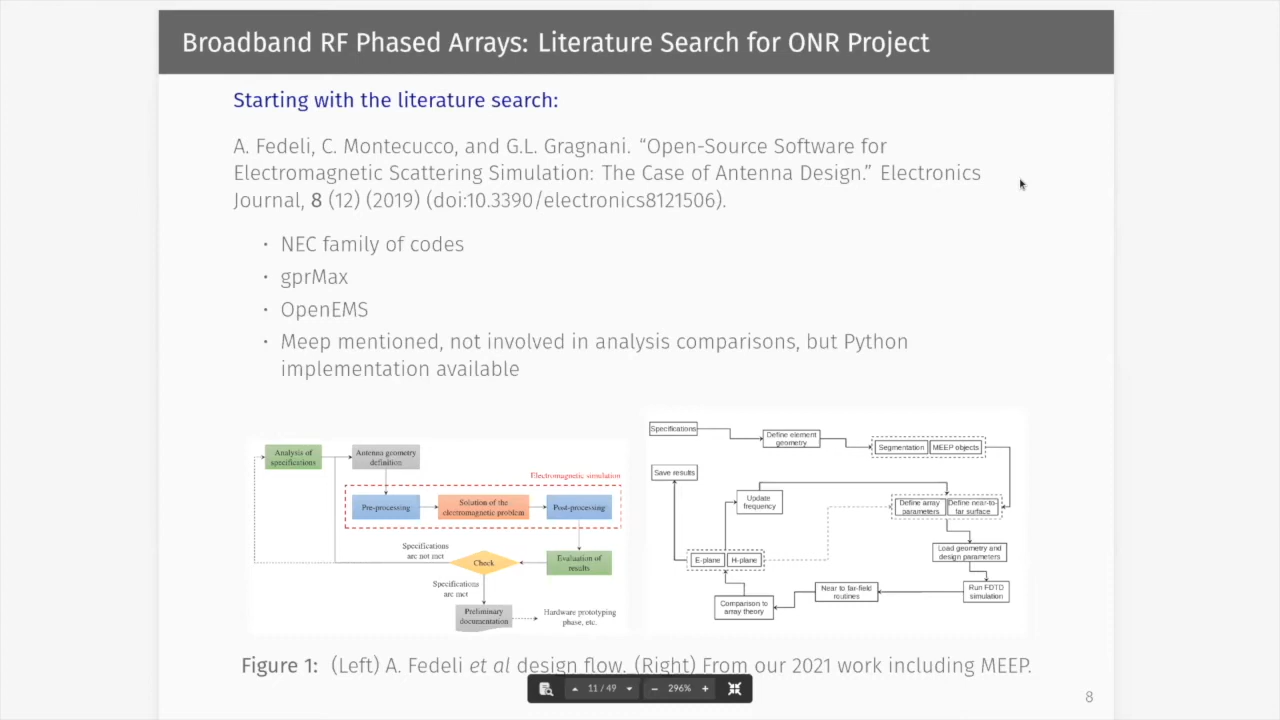 Broadband RF Phased Arrays: Literature Search for ONR Project
Starting with the literature search:
A. Fedeli, C. Montecucco, and G.L. Gragnani. “Open-Source Software for
Electromagnetic Scattering Simulation: The Case of Antenna Design.” Electronics
Journal, 8 (12) (2019) (doi:10.3390/electronics8121506).
· NEC family of codes
· gprMax
· OpenEMS
· Meep mentioned, not involved in analysis comparisons, but Python
implementation available
Analysis of
specifications
Antenna geometry
definition
Electromagnetic simulation
Pre-processing
Solution of the
electromagnetic problem
Post-processing
Specifications
are not met
Check
Evaluation of
results
Specifications
are met
Preliminary
documentation
Hardware prototyping
phase, etc.
Specifications
Define element
geometry
Segmentation
MEEP objects
Save results
Update
frequency
Define array
parameters
Define near-to-
far surface
E-plane
H-plane
Load geometry and
design parameters
Run FDTD
simulation
Near to far-field
routines
Comparison to
array theory
Figure 1: (Left) A. Fedeli et al design flow. (Right) From our 2021 work including MEEP.
11 / 49
296%
8